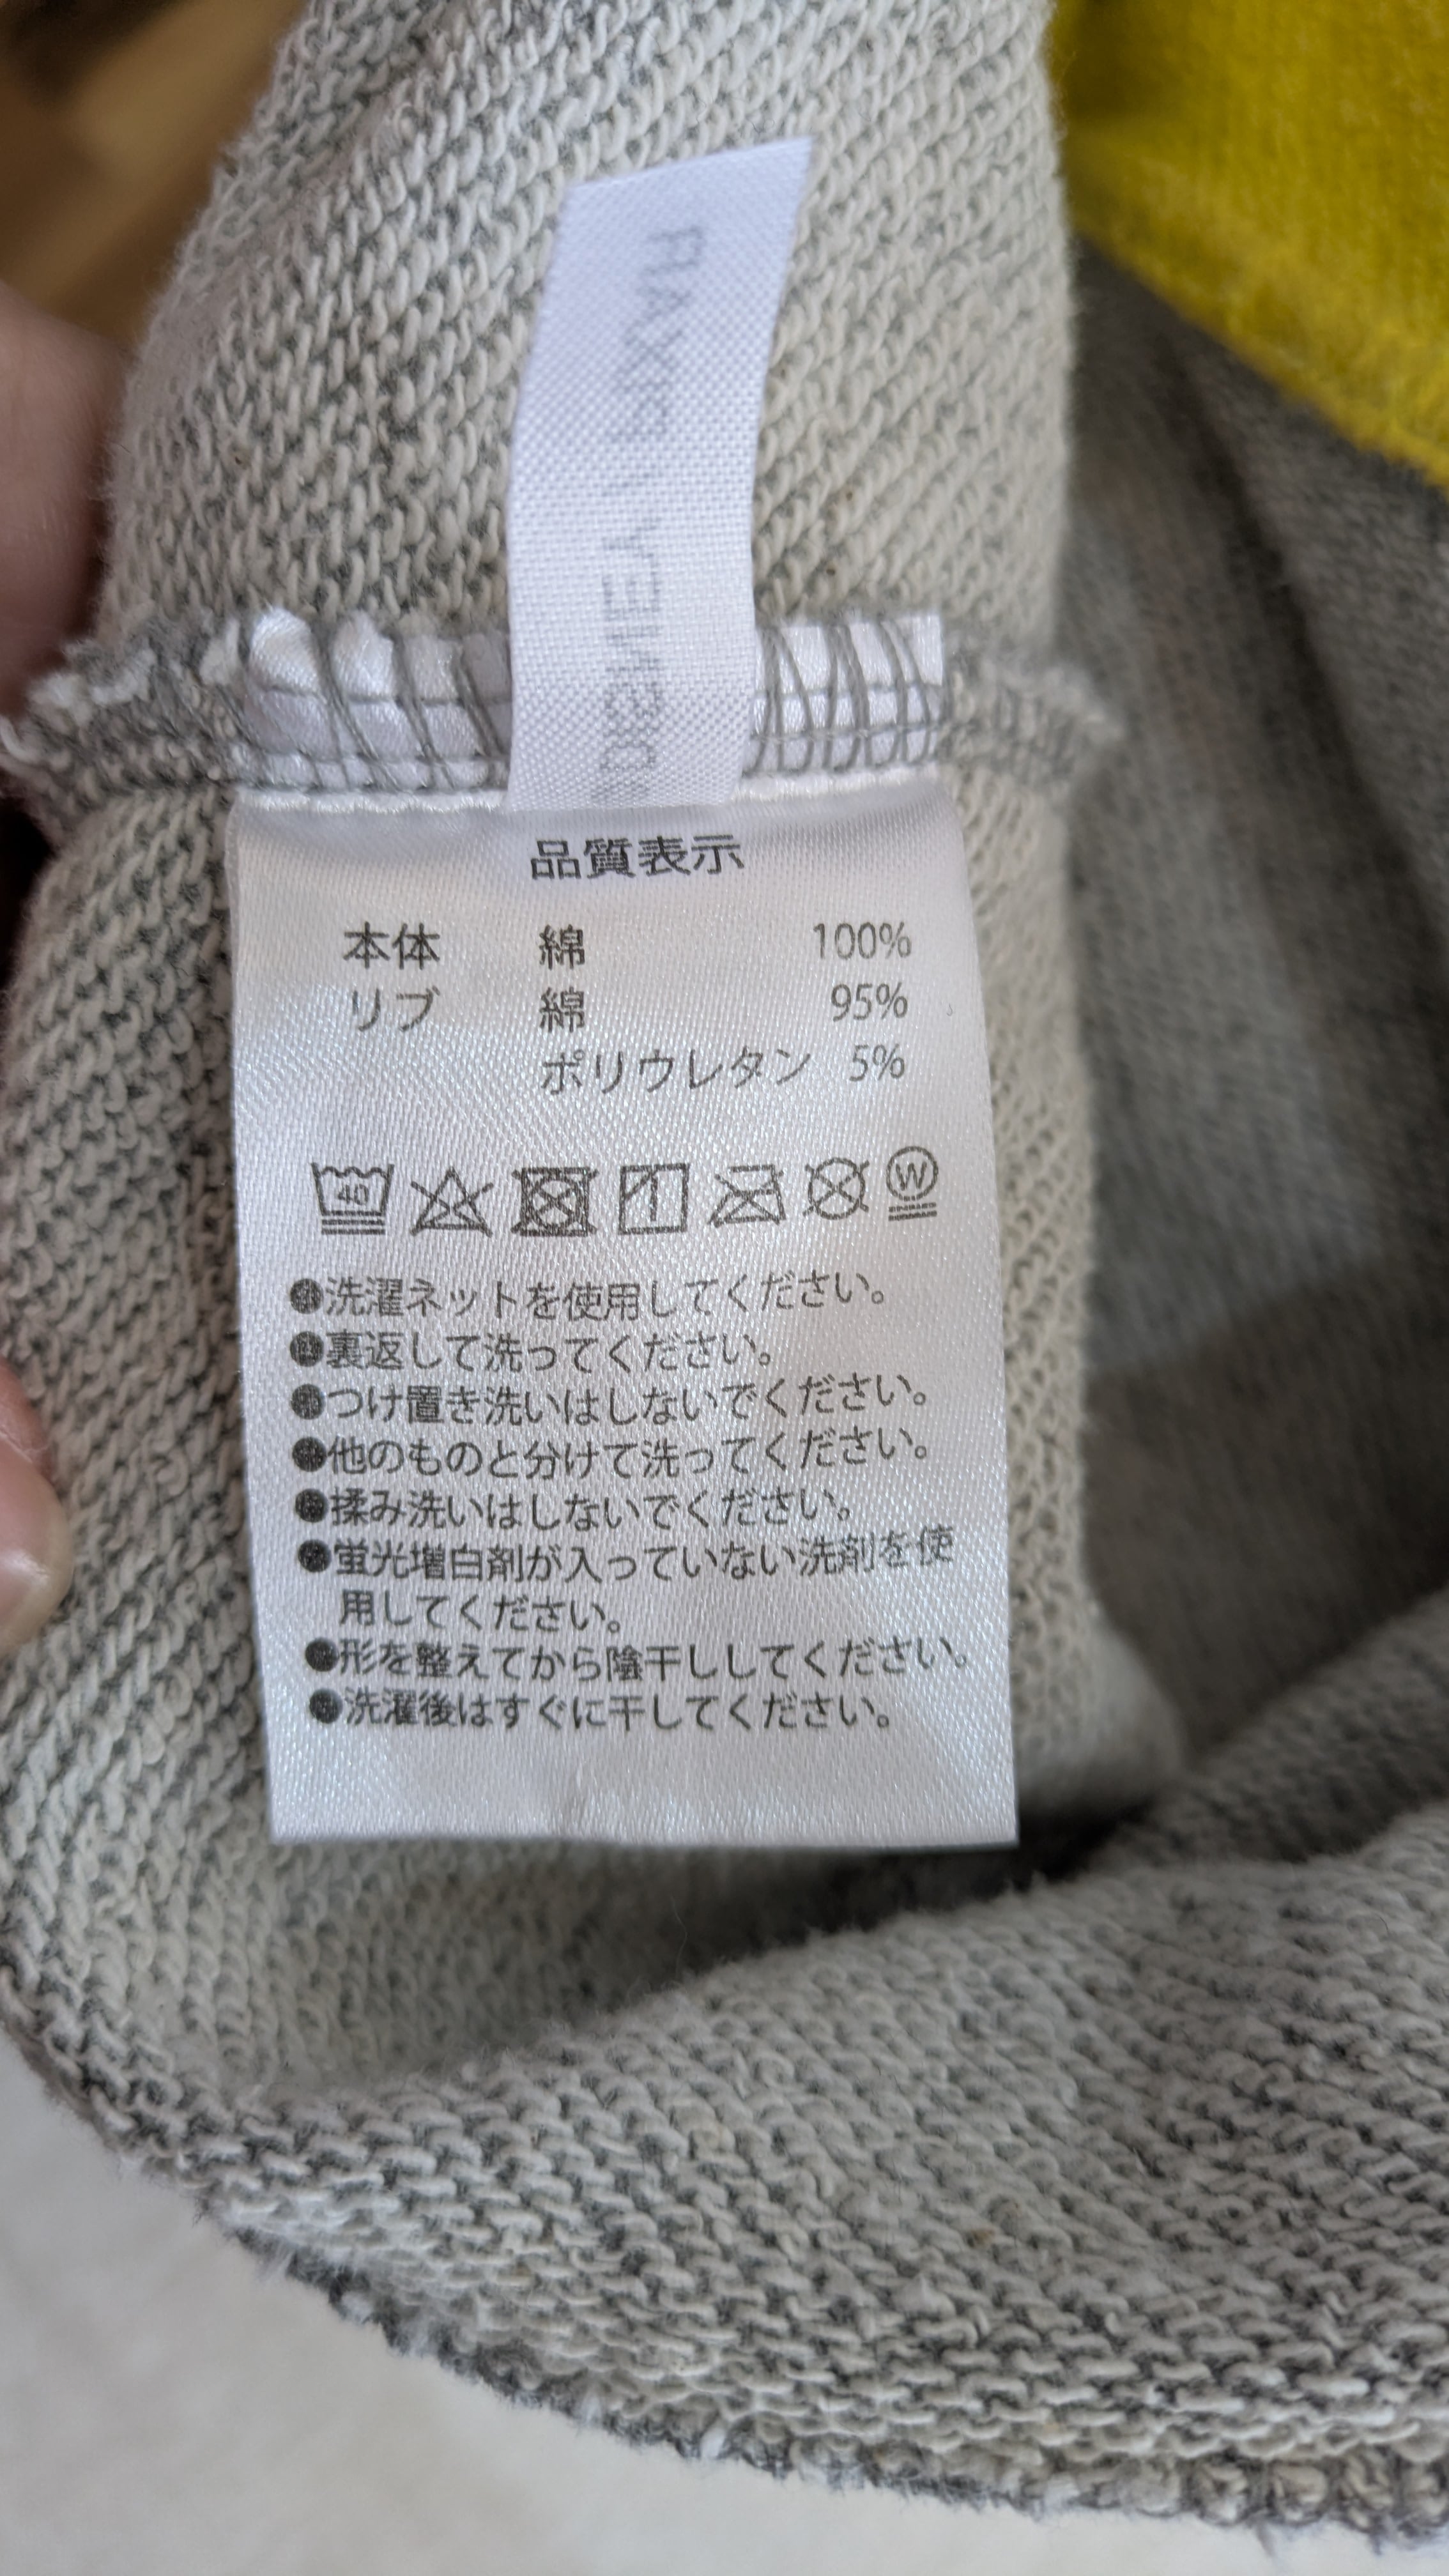 品質表示
本体 綿 100%
リブ 綿 95%
ポリウレタン 5%
40
W
●洗濯ネットを使用してください。
●裏返して洗ってください。
●つけ置き洗いはしないでください。
●他のものと分けて洗ってください。
●揉み洗いはしないでください。
●蛍光増白剤が入っていない洗剤を使
用してください。
●形を整えてから陰干ししてください。
●洗濯後はすぐに干してください。